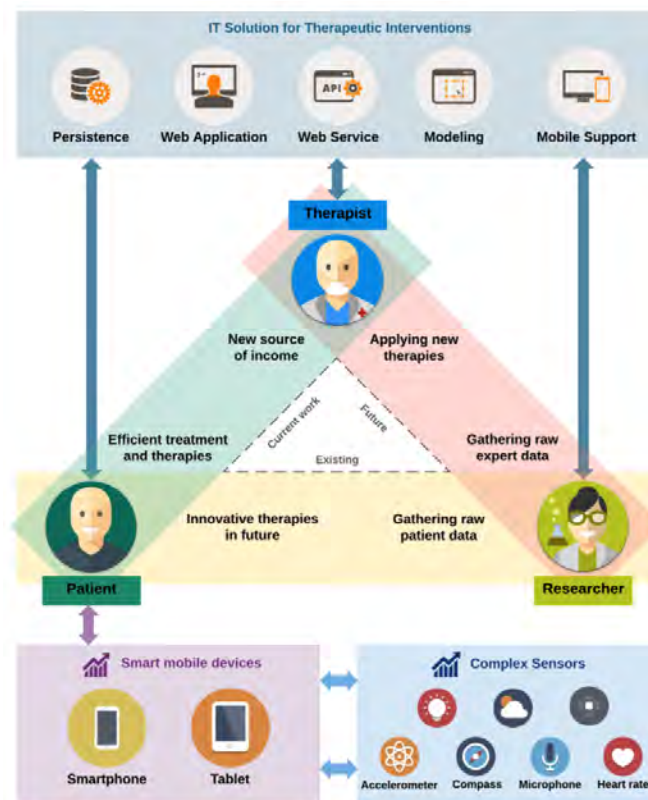 IT Solution for Therapeutic Interventions
API
Persistence
Web Application
Web Service
Modeling
Mobile Support
Therapist
New source
of income
Applying new
therapies
Current work
Future
Existing
Efficient treatment
and therapies
Gathering raw
expert data
Innovative therapies
in future
Gathering raw
patient data
Patient
Researcher
Smart mobile devices
Smartphone
Tablet
Complex Sensors
Accelerometer
Compass
Microphone
Heart rate